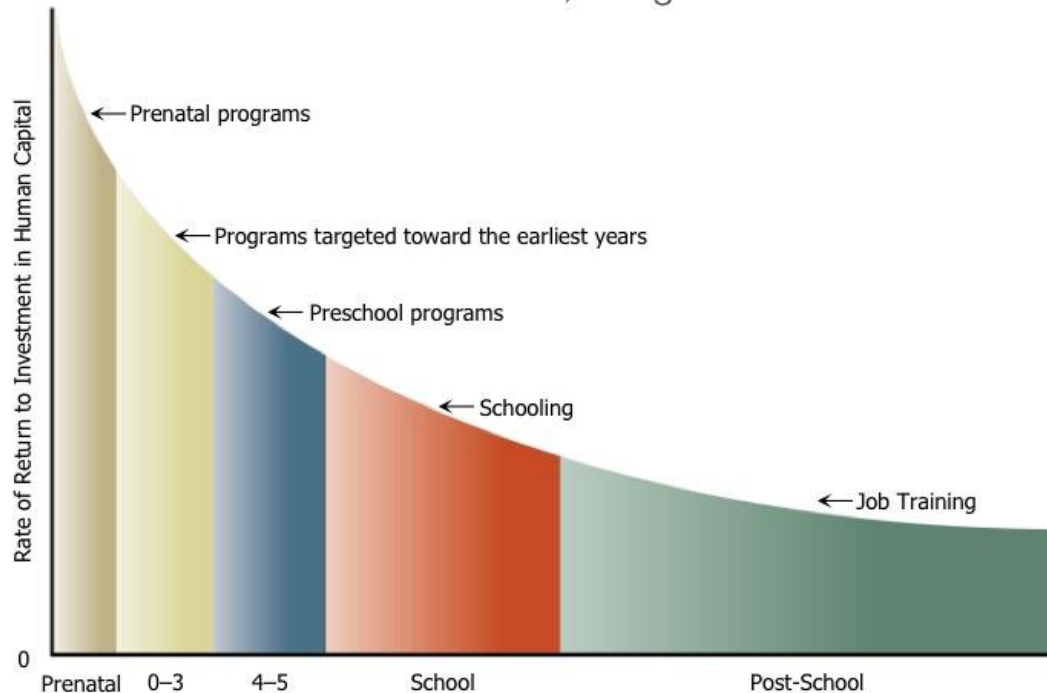 Prenatal programs
Programs targeted toward the earliest years
Preschool programs
Schooling
Job Training
Rate of Return to Investment in Human Capital
0
Prenatal 0–3 4–5 School Post-School